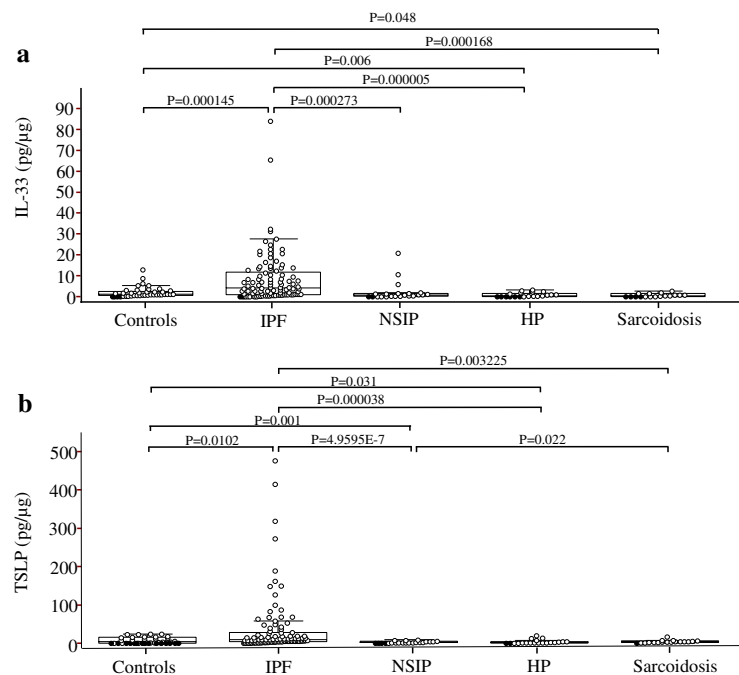 P=0.048
a
P=0.000168
P=0.006
P=0.000005
P=0.000145
P=0.000273
IL-33 (pg/µg)
90
80
70
60
50
40
30
20
10
0
Controls
IPF
NSIP
HP
Sarcoidosis
P=0.003225
b
P=0.031
P=0.000038
P=0.001
P=0.0102
P=4.9595E-7
P=0.022
TSLP (pg/µg)
500
400
300
200
100
0
Controls
IPF
NSIP
HP
Sarcoidosis